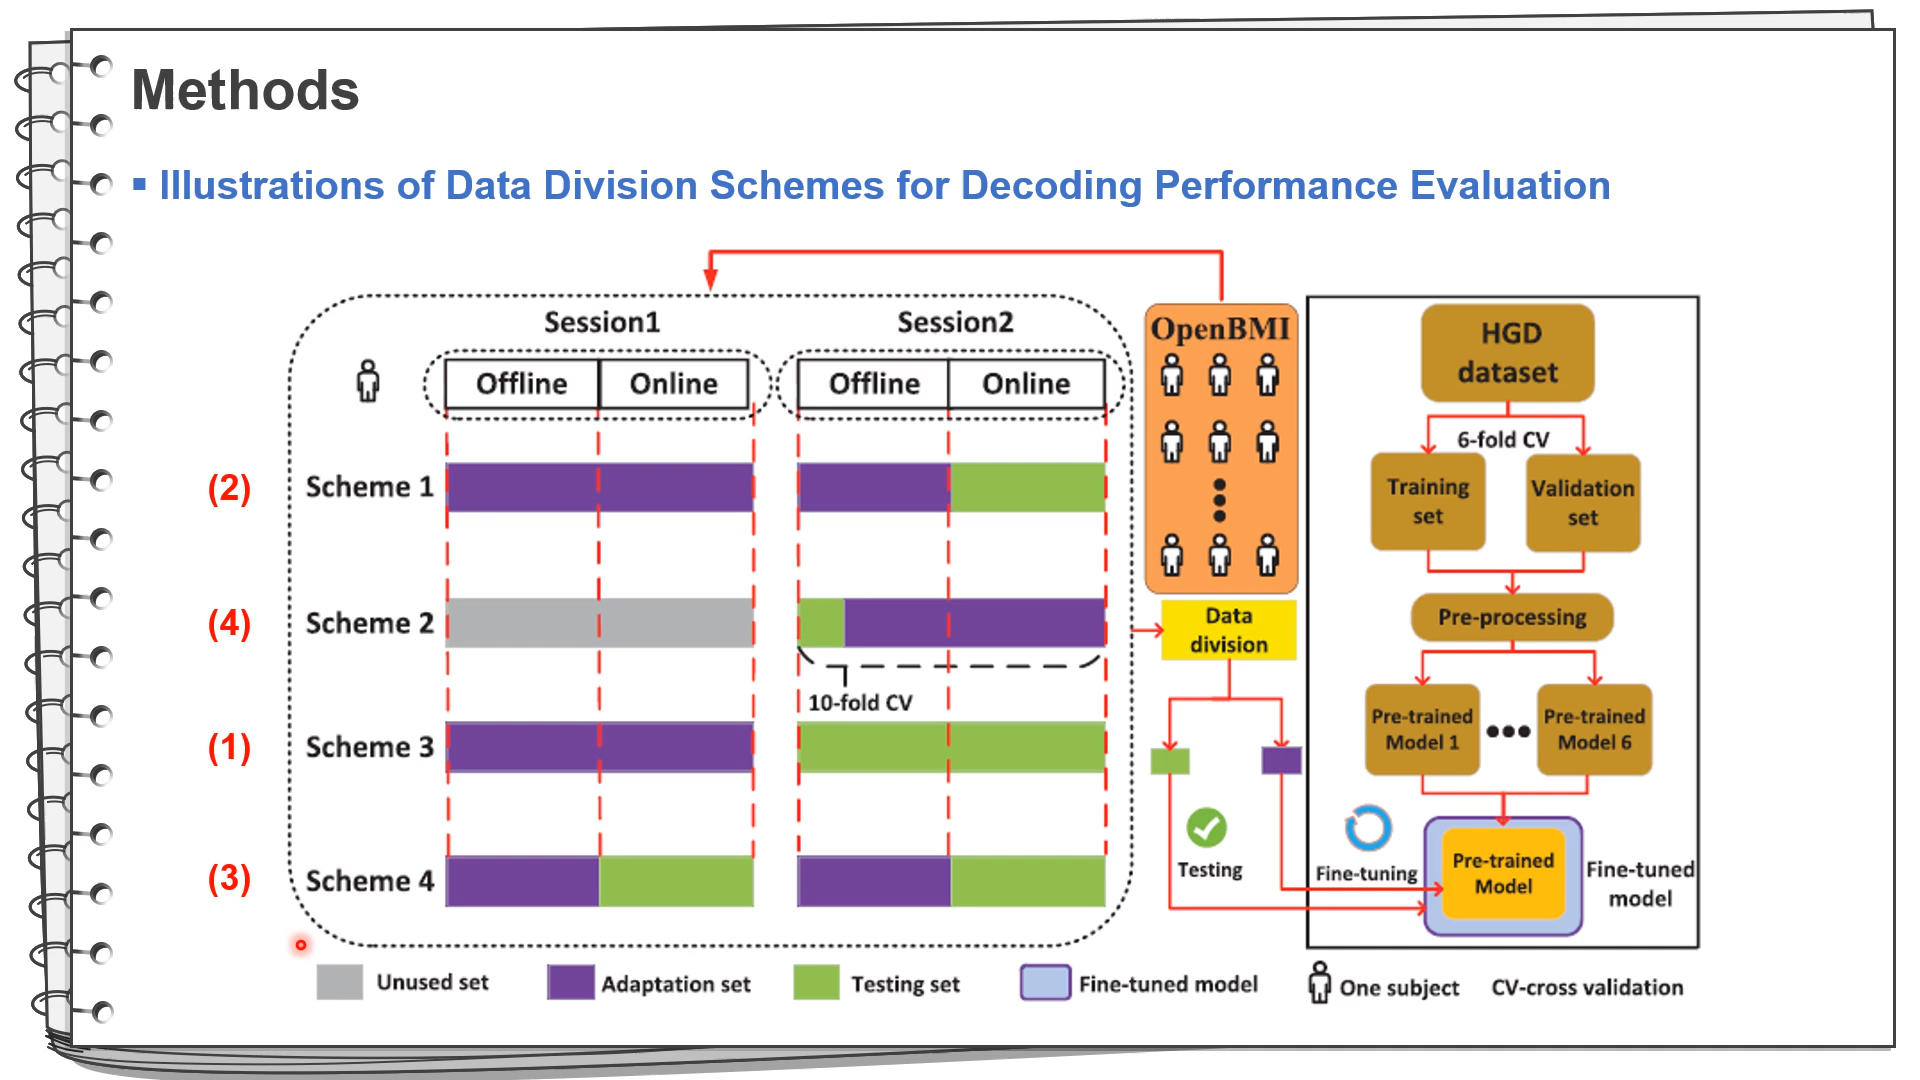 Methods
▪ Illustrations of Data Division Schemes for Decoding Performance Evaluation
Session1
Session2
Offline
Online
Offline
Online
(2)
Scheme 1
(4)
Scheme 2
10-fold CV
(1)
Scheme 3
(3)
Scheme 4
OpenBMI
Data
division
Testing
Fine-tuning
HGD
dataset
6-fold CV
Training
set
Validation
set
Pre-processing
Pre-trained
Model 1
Pre-trained
Model 6
Pre-trained
Model
Fine-tuned
model
Unused set
Adaptation set
Testing set
Fine-tuned model
One subject
CV-cross validation